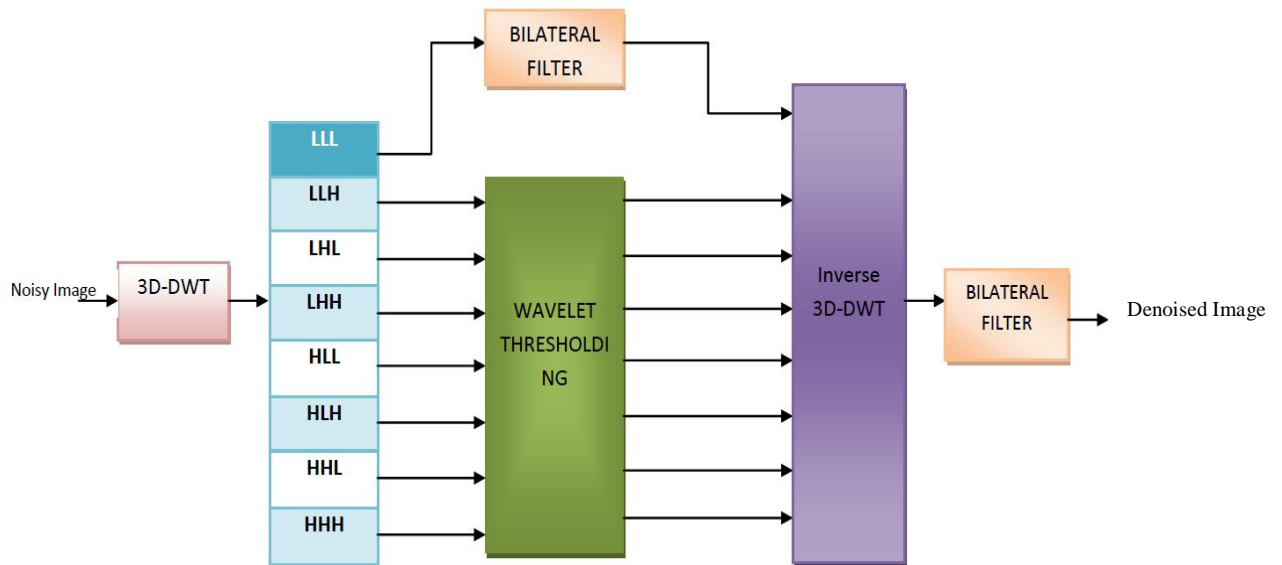 BILATERAL
FILTER
LLL
LLH
LHL
LHH
HLL
HLH
HHL
HHH
Noisy Image
3D-DWT
WAVELET
THRESHOLDI
NG
Inverse
3D-DWT
BILATERAL
FILTER
Denoised Image